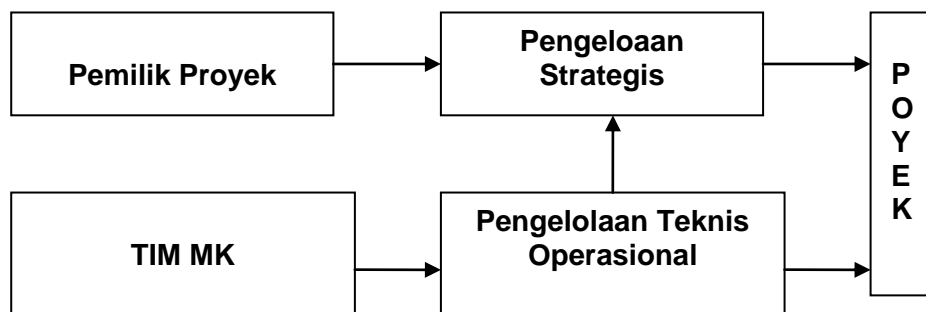 Pemilik Proyek
Pengeloaan
Strategis
P
O
Y
E
K
TIM MK
Pengelolaan Teknis
Operasional